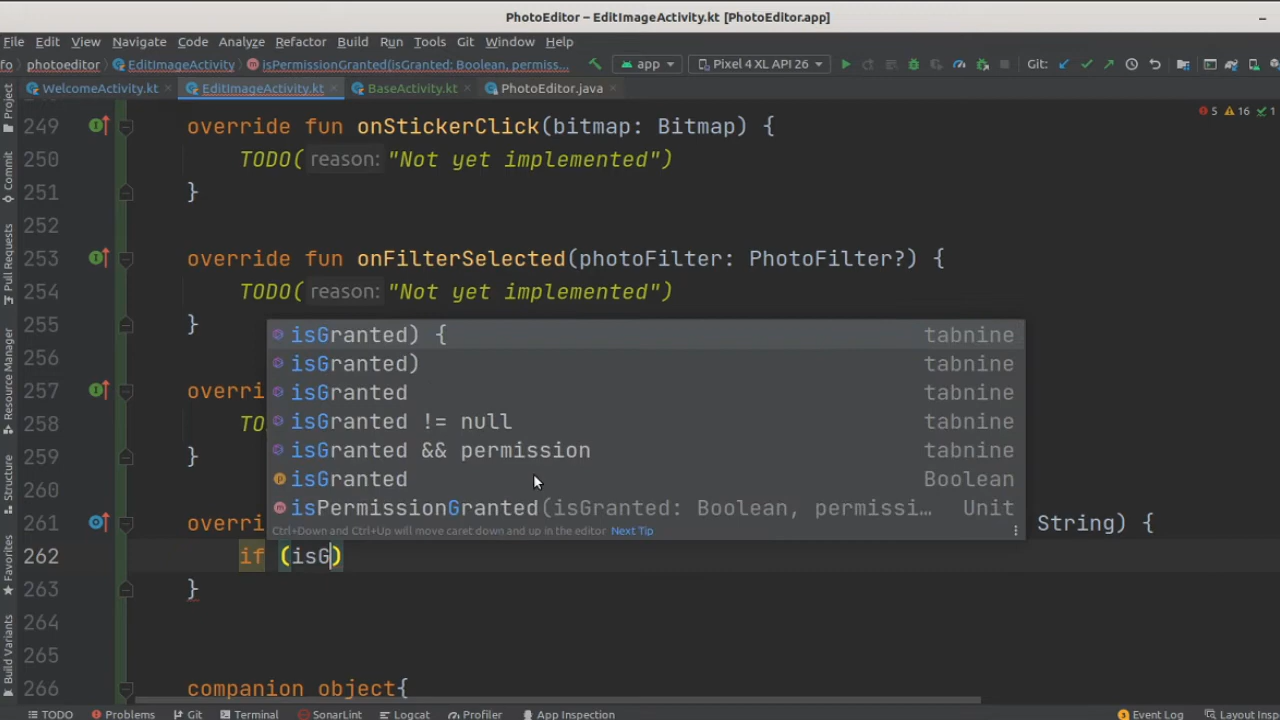 PhotoEditor – EditImageActivity.kt [PhotoEditor.app]
File Edit View Navigate Code Analyze Refactor Build Run Tools Git Window Help
fo photoeditor EditImageActivity isPermissionGranted(isGranted: Boolean, permiss... app Pixel 4 XL API 26 Git:
WelcomeActivity.kt EditImageActivity.kt BaseActivity.kt PhotoEditor.java
5 16 1
249 override fun onStickerClick(bitmap: Bitmap) {
250 TODO( reason: "Not yet implemented")
251 }
252
253 override fun onFilterSelected(photoFilter: PhotoFilter?) {
254 TODO( reason: "Not yet implemented")
255 }
256
257 overri
258 TO
259 }
260
261 overri String) {
262 if (isG)
263 }
264
265
266 companion object{
isGranted) { tabnine
isGranted) tabnine
isGranted tabnine
isGranted != null tabnine
isGranted && permission tabnine
isGranted Boolean
isPermissionGranted(isGranted: Boolean, permissi... Unit
Ctrl+Down and Ctrl+Up will move caret down and up in the editor Next Tip
Project
Commit
Pull Requests
Resource Manager
Structure
Favorites
Build Variants
TODO Problems Git Terminal SonarLint Logcat Profiler App Inspection Event Log Layout Insp